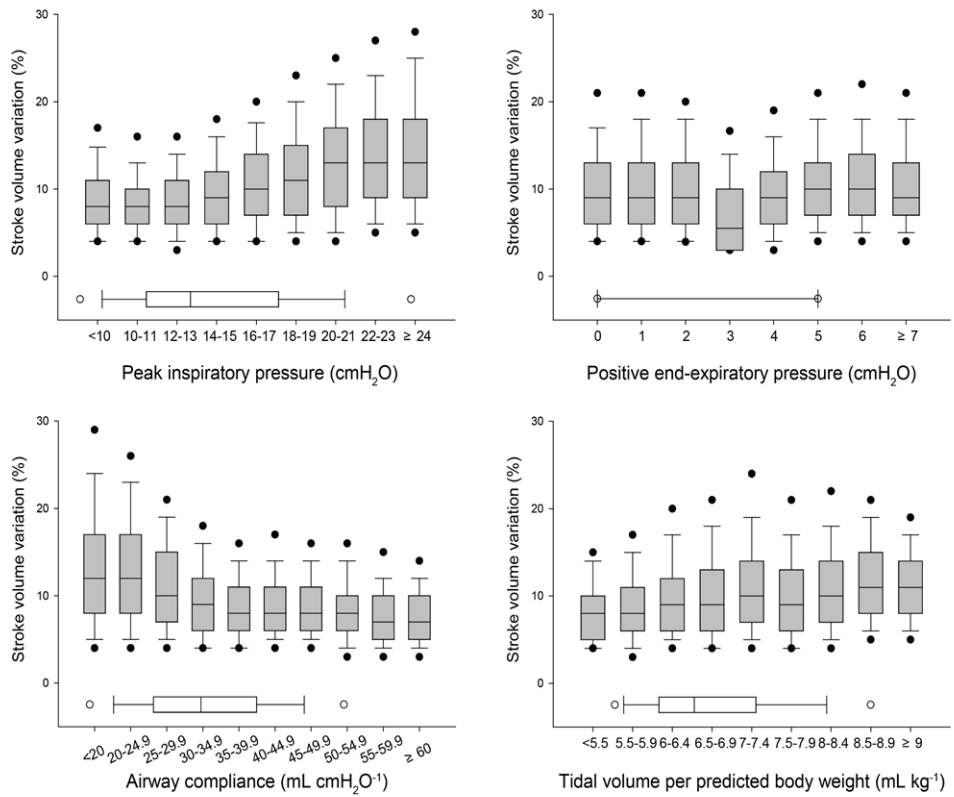 30
20
10
0
Stroke volume variation (%)
<10 10-11 12-13 14-15 16-17 18-19 20-21 22-23 ≥ 24
Peak inspiratory pressure (cmH₂O)
30
20
10
0
Stroke volume variation (%)
0 1 2 3 4 5 6 ≥ 7
Positive end-expiratory pressure (cmH₂O)
30
20
10
0
Stroke volume variation (%)
<20 20-24.9 25-29.9 30-34.9 35-39.9 40-44.9 45-49.9 50-54.9 55-59.9 ≥ 60
Airway compliance (mL cmH₂O⁻¹)
30
20
10
0
Stroke volume variation (%)
<5.5 5.5-5.9 6-6.4 6.5-6.9 7-7.4 7.5-7.9 8-8.4 8.5-8.9 ≥ 9
Tidal volume per predicted body weight (mL kg⁻¹)